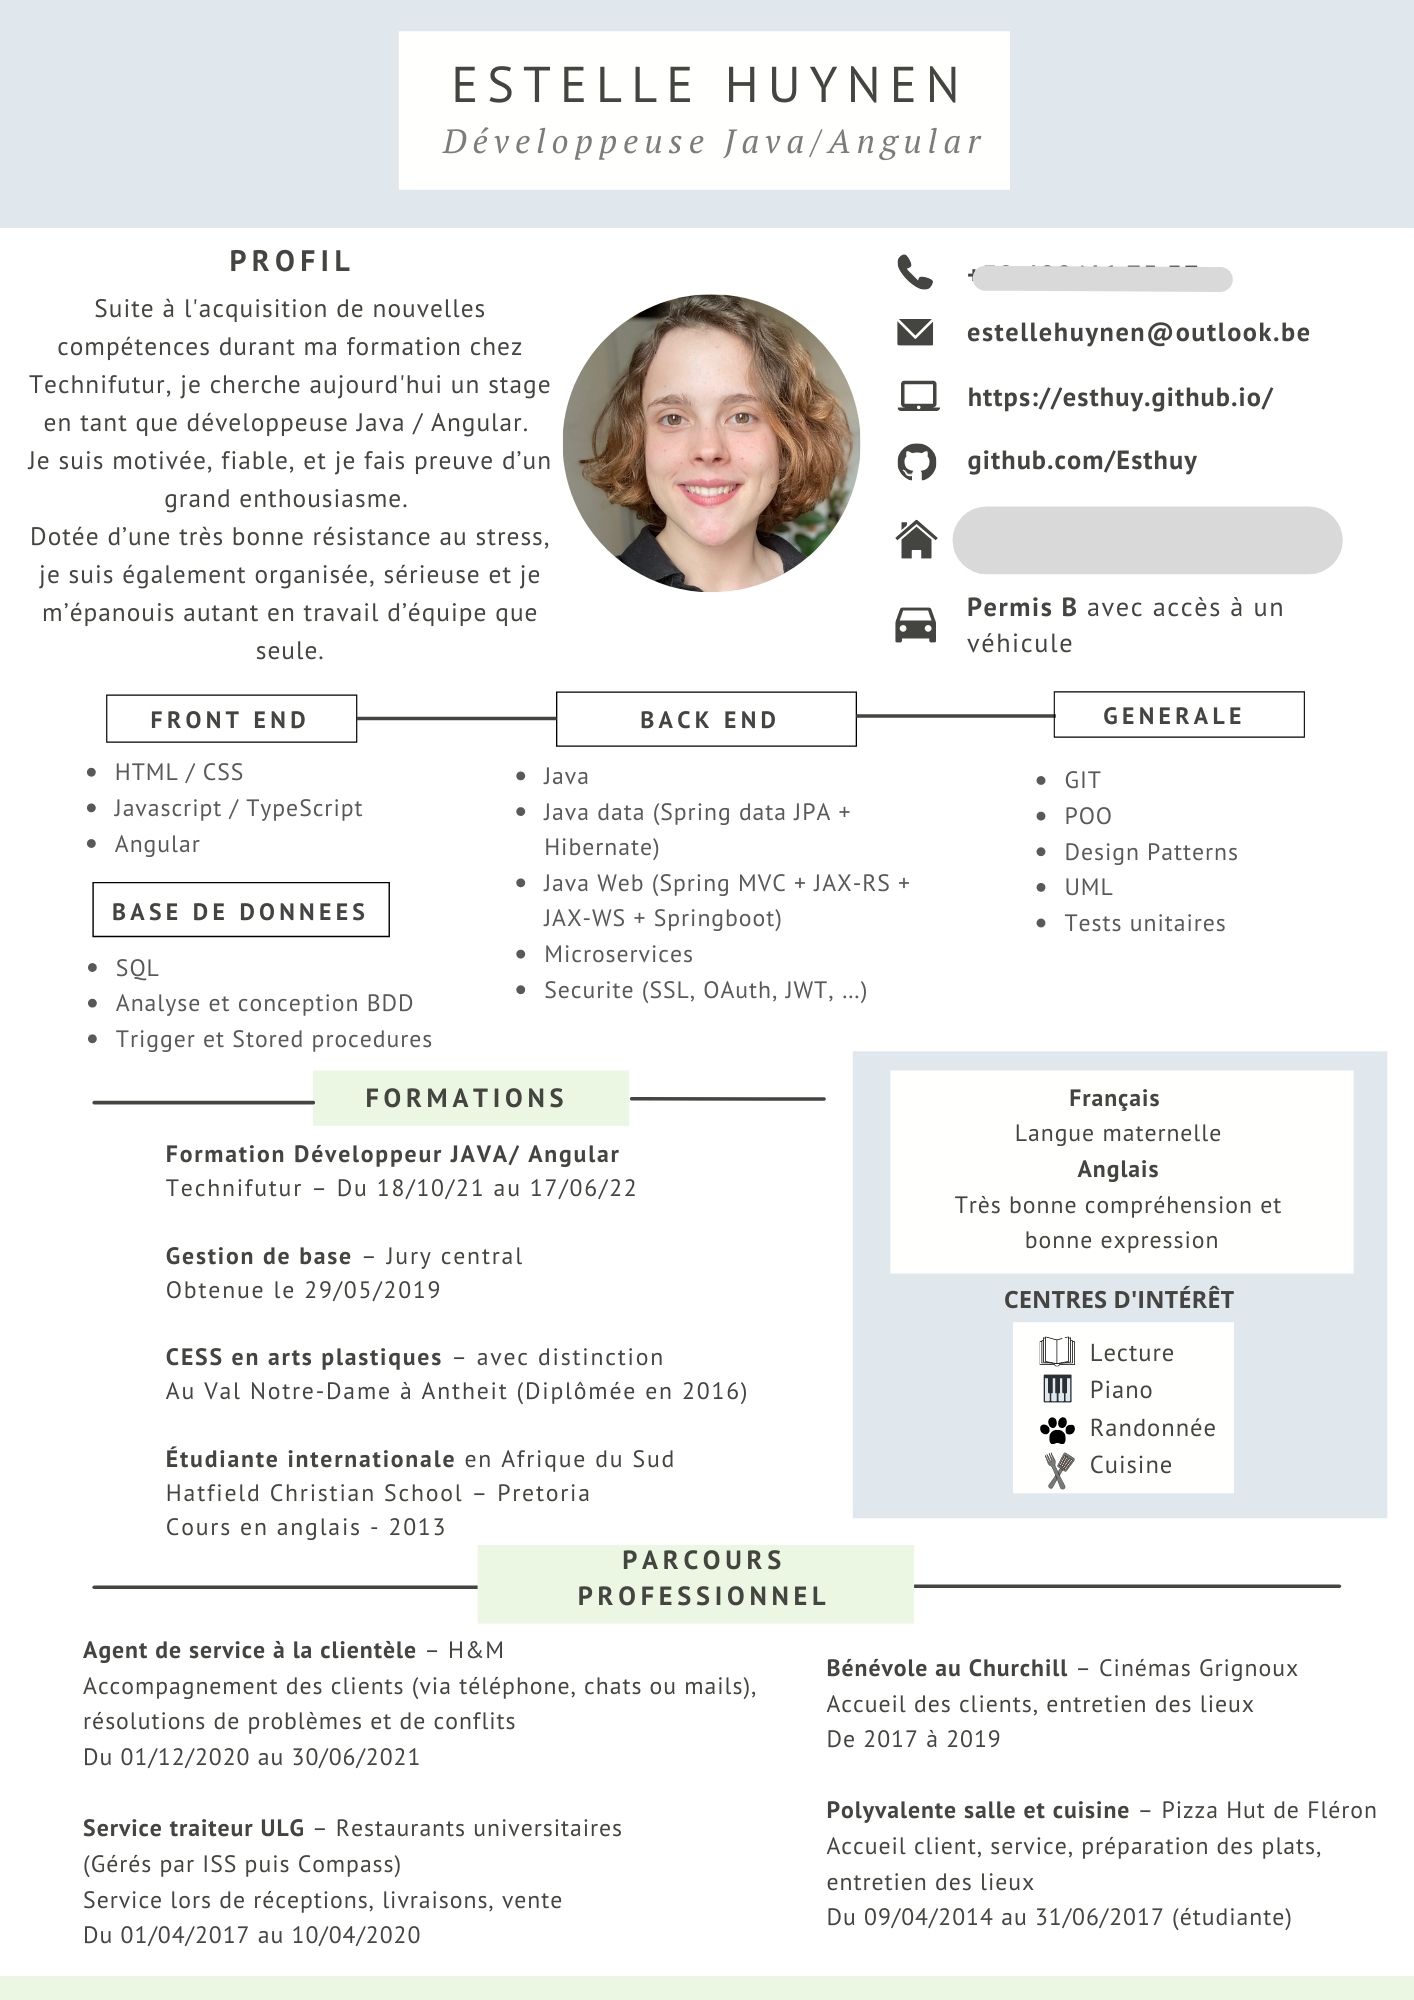 ESTELLE HUYNEN
Développeuse Java/Angular
PROFIL
Suite à l'acquisition de nouvelles
compétences durant ma formation chez
Technifutur, je cherche aujourd'hui un stage
en tant que développeuse Java / Angular.
Je suis motivée, fiable, et je fais preuve d’un
grand enthousiasme.
Dotée d’une très bonne résistance au stress,
je suis également organisée, sérieuse et je
m’épanouis autant en travail d’équipe que
seule.
estellehuynen@outlook.be
https://esthuy.github.io/
github.com/Esthuy
Permis B avec accès à un
véhicule
FRONT END
HTML / CSS
Javascript / TypeScript
Angular
BASE DE DONNEES
SQL
Analyse et conception BDD
Trigger et Stored procedures
BACK END
Java
Java data (Spring data JPA +
Hibernate)
Java Web (Spring MVC + JAX-RS +
JAX-WS + Springboot)
Microservices
Securite (SSL, OAuth, JWT, ...)
GENERALE
GIT
POO
Design Patterns
UML
Tests unitaires
FORMATIONS
Formation Développeur JAVA/ Angular
Technifutur – Du 18/10/21 au 17/06/22
Gestion de base – Jury central
Obtenue le 29/05/2019
CESS en arts plastiques – avec distinction
Au Val Notre-Dame à Antheit (Diplômée en 2016)
Étudiante internationale en Afrique du Sud
Hatfield Christian School – Pretoria
Cours en anglais - 2013
Français
Langue maternelle
Anglais
Très bonne compréhension et
bonne expression
CENTRES D'INTÉRÊT
Lecture
Piano
Randonnée
Cuisine
PARCOURS
PROFESSIONNEL
Agent de service à la clientèle – H&M
Accompagnement des clients (via téléphone, chats ou mails),
résolutions de problèmes et de conflits
Du 01/12/2020 au 30/06/2021
Service traiteur ULG – Restaurants universitaires
(Gérés par ISS puis Compass)
Service lors de réceptions, livraisons, vente
Du 01/04/2017 au 10/04/2020
Bénévole au Churchill – Cinémas Grignoux
Accueil des clients, entretien des lieux
De 2017 à 2019
Polyvalente salle et cuisine – Pizza Hut de Fléron
Accueil client, service, préparation des plats,
entretien des lieux
Du 09/04/2014 au 31/06/2017 (étudiante)